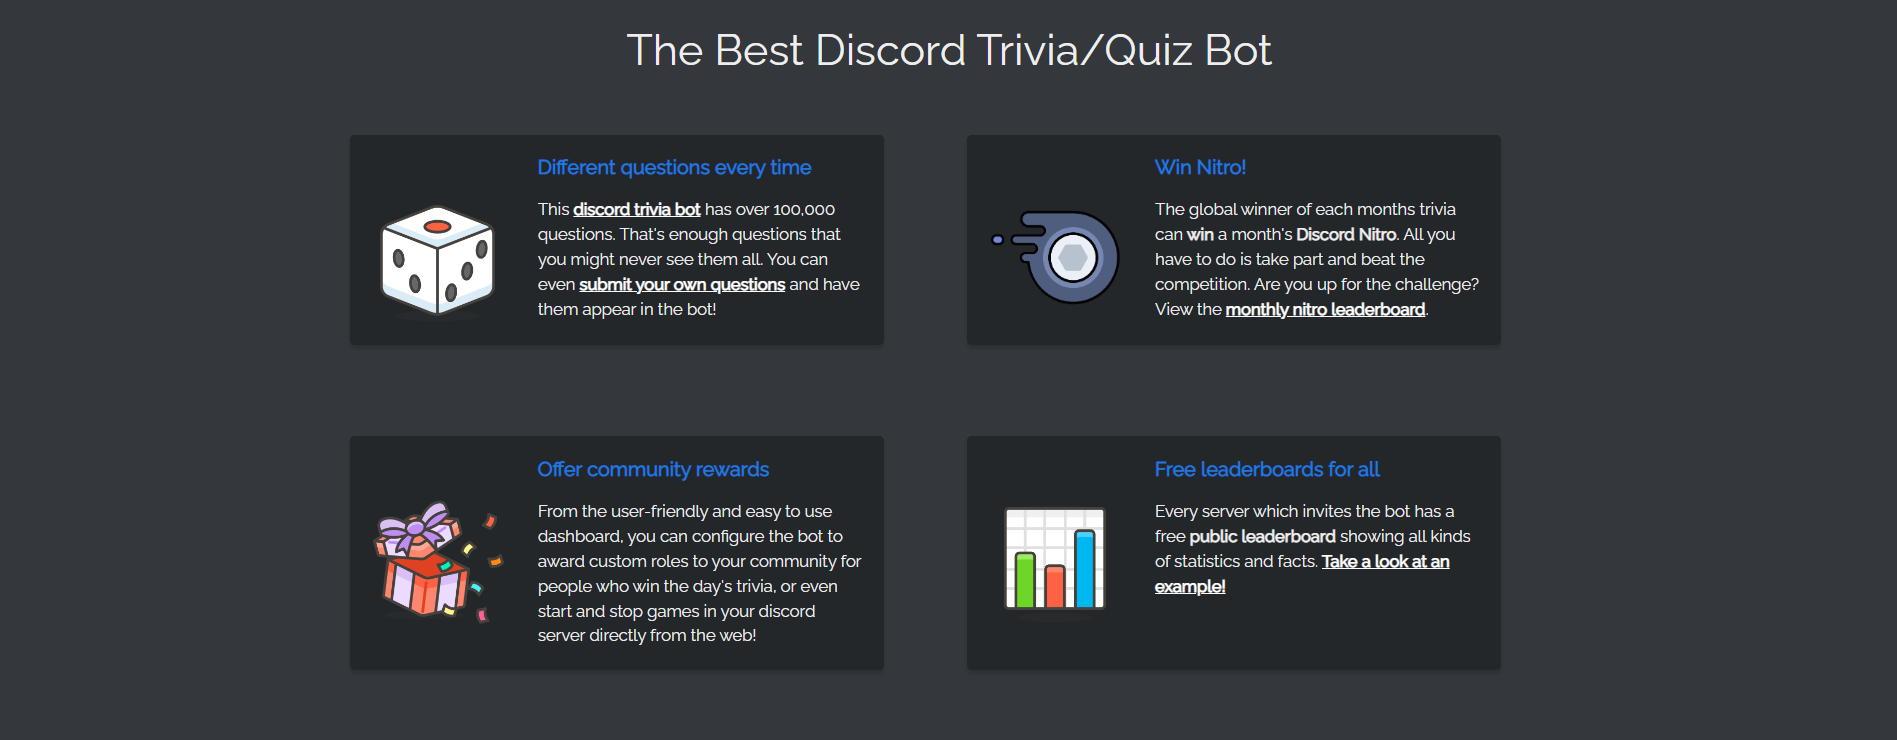 The Best Discord Trivia/Quiz Bot
Different questions every time
This discord trivia bot has over 100,000
questions. That's enough questions that
you might never see them all. You can
even submit your own questions and have
them appear in the bot!
Win Nitro!
The global winner of each months trivia
can win a month's Discord Nitro. All you
have to do is take part and beat the
competition. Are you up for the challenge?
View the monthly nitro leaderboard.
Offer community rewards
From the user-friendly and easy to use
dashboard, you can configure the bot to
award custom roles to your community for
people who win the day's trivia, or even
start and stop games in your discord
server directly from the web!
Free leaderboards for all
Every server which invites the bot has a
free public leaderboard showing all kinds
of statistics and facts. Take a look at an
example!